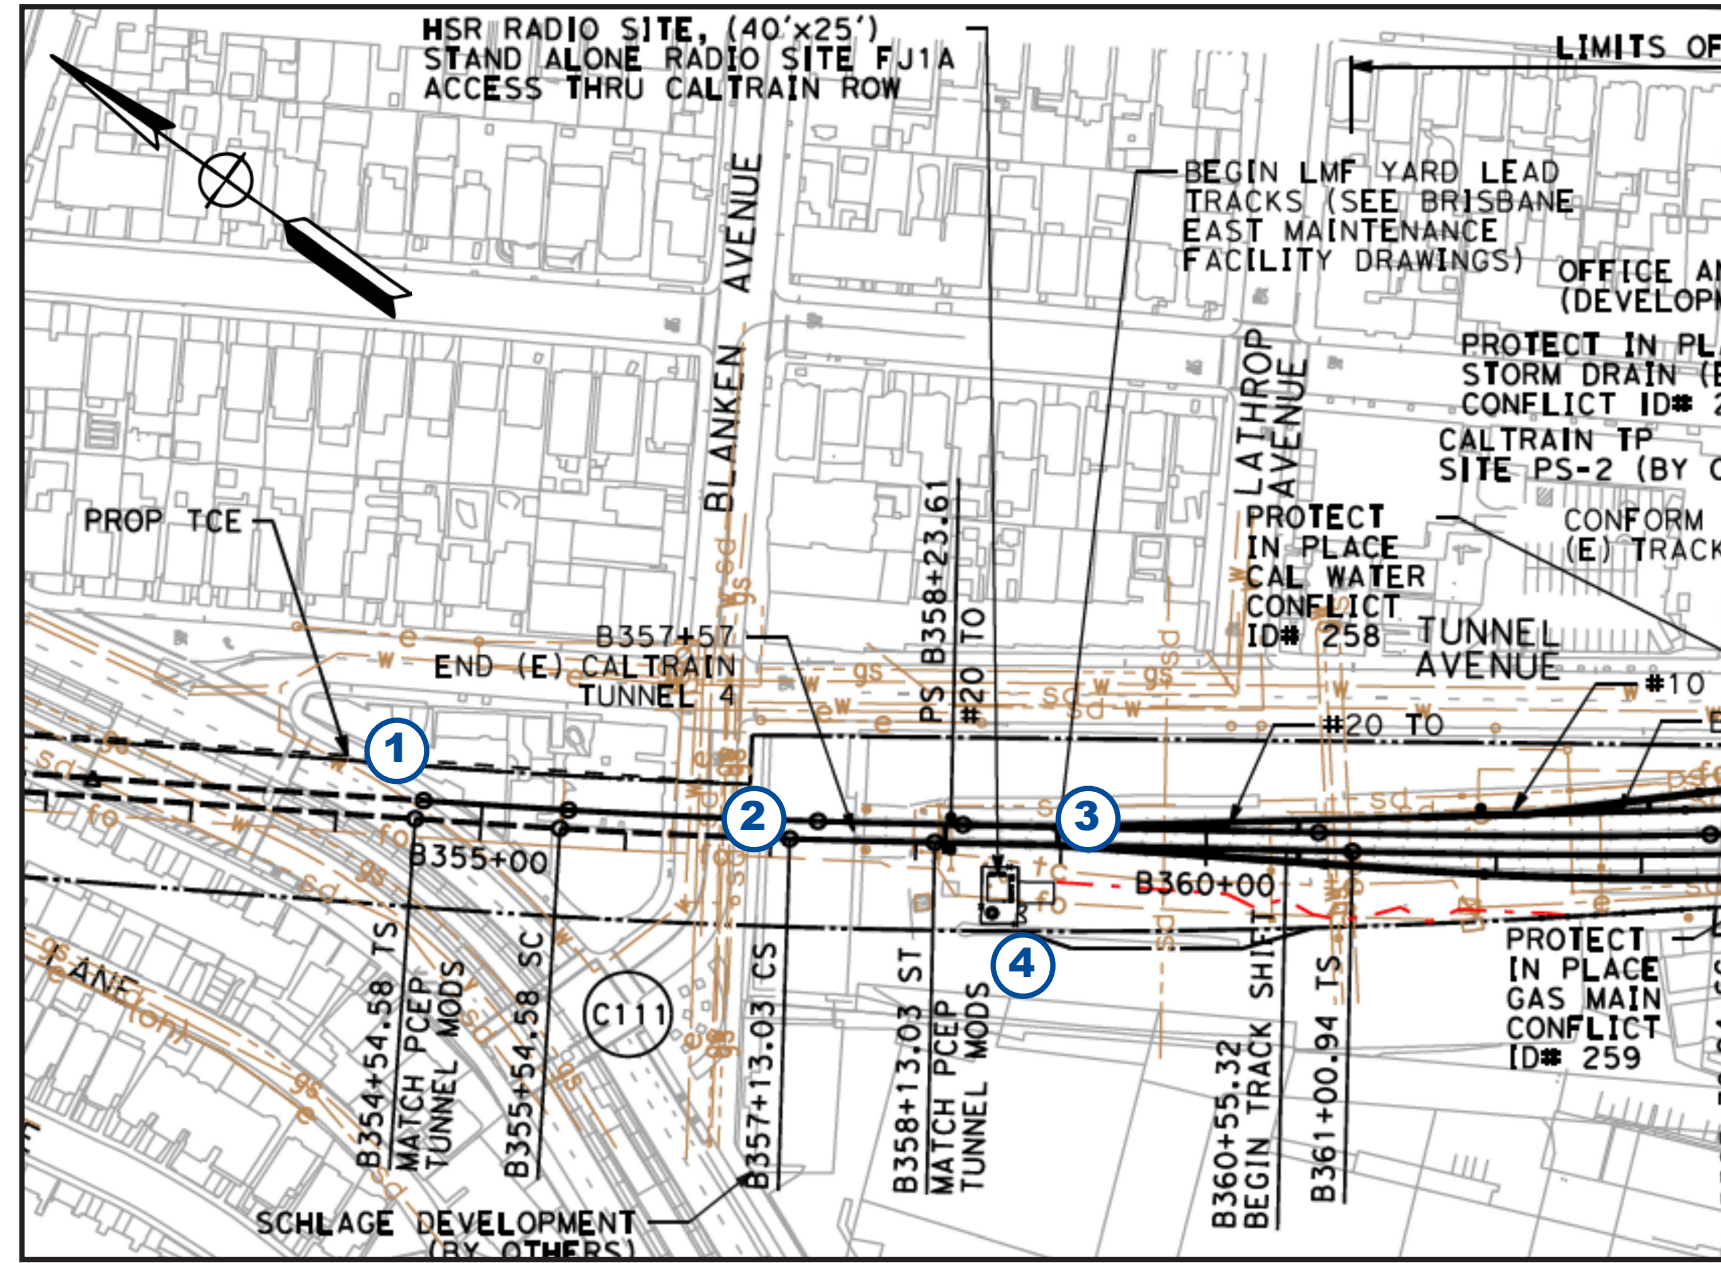 HSR RADIO SITE, (40'x25')
STAND ALONE RADIO SITE FJ1A
ACCESS THRU CALTRAIN ROW
LIMITS OF
BLANKEN AVENUE
BEGIN LMF YARD LEAD
TRACKS (SEE BRISBANE
EAST MAINTENANCE
FACILITY DRAWINGS)
OFFICE
(DEVELOPM
LATHROP
AVENUE
PROTECT IN PLA
STORM DRAIN (E
CONFLICT ID# 2
CALTRAIN TP
SITE PS-2 (BY
PROTECT
IN PLACE
CAL WATER
CONFLICT
ID# 258
CONFORM
(E) TRACK
TUNNEL
AVENUE
PROP TCE
B357+57
END (E) CALTRAIN
TUNNEL 4
PS B358+23.61
#20 TO
#20 TO
#10
1
2
3
4
B355+00
B360+00
LANE
B354+54.58 TS
MATCH PCEP
TUNNEL MODS
B355+54.58 SC
C111
B357+13.03 CS
B358+13.03 ST
MATCH PCEP
TUNNEL MODS
B360+55.32
BEGIN TRACK SHIFT
B361+00.94 TS
PROTECT
IN PLACE
GAS MAIN
CONFLICT
ID# 259
SCHLAGE DEVELOPMENT
(BY OTHERS)